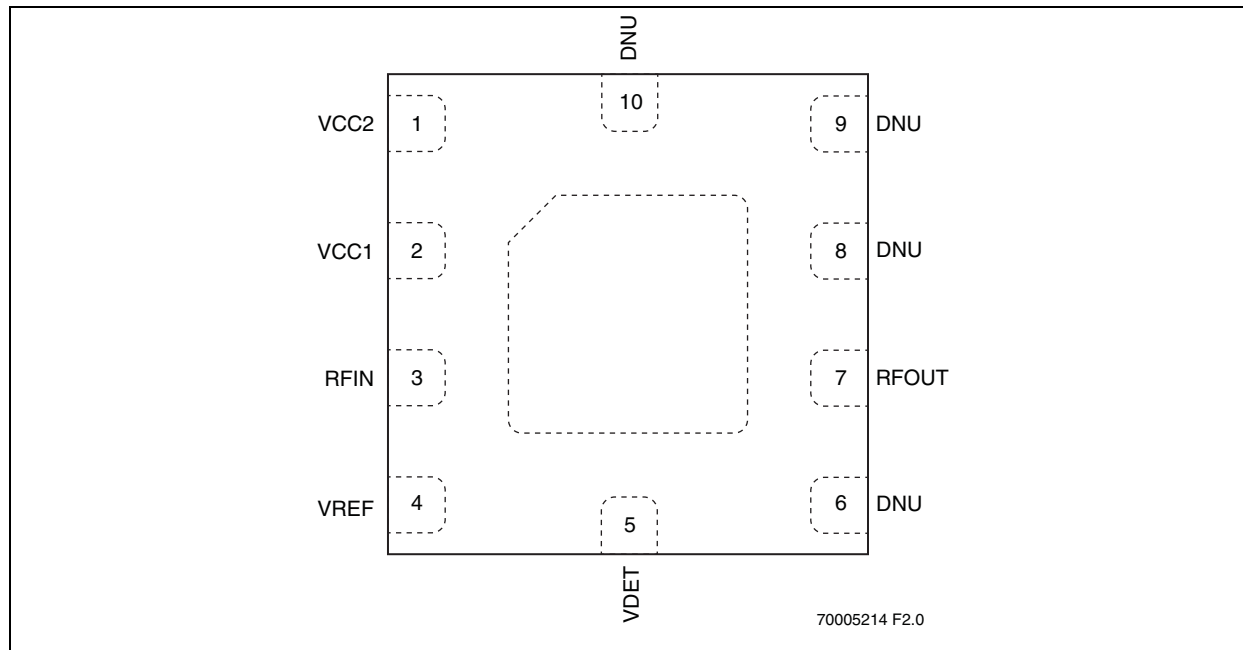 DNU
10
VCC2 1
9 DNU
VCC1 2
8 DNU
RFIN 3
7 RFOUT
VREF 4
6 DNU
5
VDET
70005214 F2.0